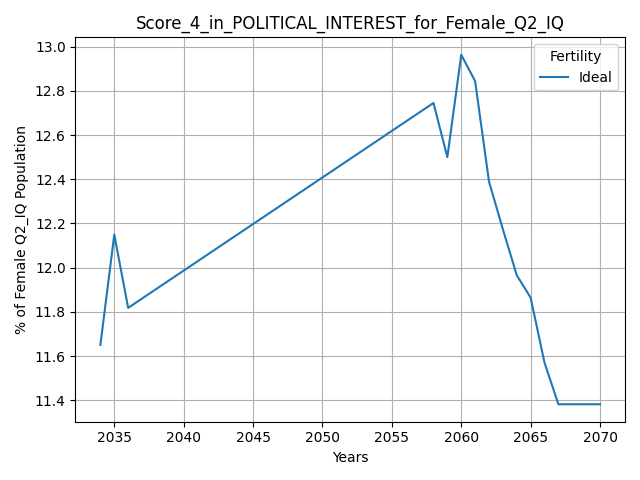 Score_4_in_POLITICAL_INTEREST_for_Female_Q2_IQ
Fertility
Ideal
% of Female Q2_IQ Population
13.0
12.8
12.6
12.4
12.2
12.0
11.8
11.6
11.4
2035 2040 2045 2050 2055 2060 2065 2070
Years